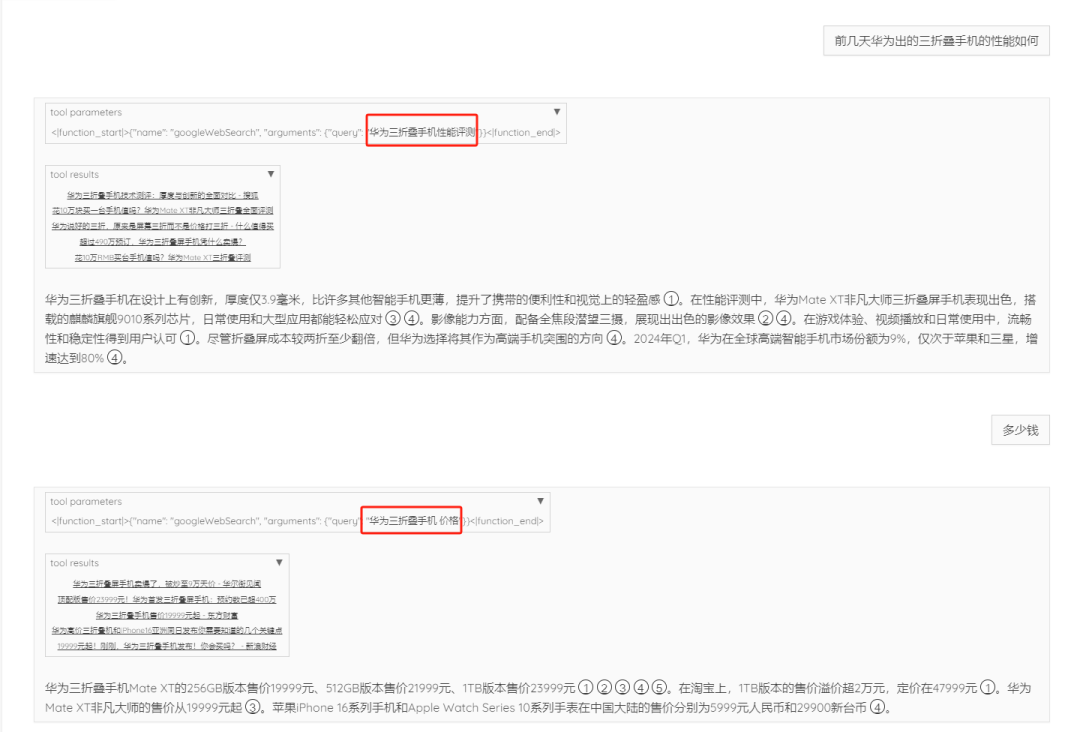 前几天华为出的三折叠手机的性能如何
tool parameters ▼
<|function_start|>{"name": "googleWebSearch", "arguments": {"query": "华为三折叠手机性能评测"}}<|function_end|>
tool results ▼
华为三折叠手机技术测评：厚度与创新的全面对比 - 搜狐
花10万块买一台手机值吗？华为Mate XT非凡大师三折叠全面评测
华为说好的三折，原来是屏幕三折而不是价格打三折 - 什么值得买
超过490万预订，华为三折叠屏手机凭什么卖爆？
花10万RMB买台手机值吗？华为Mate XT三折叠评测
华为三折叠手机在设计上有创新，厚度仅3.9毫米，比许多其他智能手机更薄，提升了携带的便利性和视觉上的轻盈感①。在性能评测中，华为Mate XT非凡大师三折叠屏手机表现出色，搭
载的麒麟旗舰9010系列芯片，日常使用和大型应用都能轻松应对③④。影像能力方面，配备全焦段潜望三摄，展现出出色的影像效果②④。在游戏体验、视频播放和日常使用中，流畅
性和稳定性得到用户认可①。尽管折叠屏成本较两折至少翻倍，但华为选择将其作为高端手机突围的方向④。2024年Q1，华为在全球高端智能手机市场份额为9%，仅次于苹果和三星，增
速达到80%④。
多少钱
tool parameters ▼
<|function_start|>{"name": "googleWebSearch", "arguments": {"query": "华为三折叠手机 价格"}}<|function_end|>
tool results ▼
华为三折叠屏手机卖爆了，被炒至9万天价 - 华尔街见闻
顶配版售价23999元！华为首发三折叠屏手机：预约数已超400万
华为三折叠手机售价19999元起 - 东方财富
华为高价三折叠机和iPhone16亚洲同日发布你需要知道的几个关键点
19999元起！刚刚，华为三折叠手机发布！你会买吗？ - 新浪财经
华为三折叠手机Mate XT的256GB版本售价19999元、512GB版本售价21999元、1TB版本售价23999元①②③④⑤。在淘宝上，1TB版本的售价溢价超2万元，定价在47999元①。华为
Mate XT非凡大师的售价从19999元起③。苹果iPhone 16系列手机和Apple Watch Series 10系列手表在中国大陆的售价分别为5999元人民币和29900新台币④。